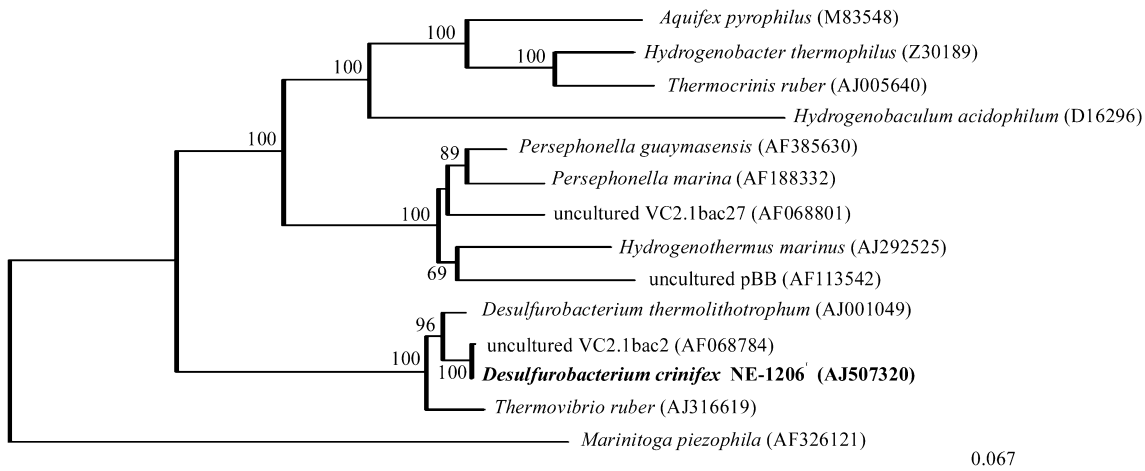 Aquifex pyrophilus (M83548)
100
Hydrogenobacter thermophilus (Z30189)
100
100
Thermocrinis ruber (AJ005640)
Hydrogenobaculum acidophilum (D16296)
100
Persephonella guaymasensis (AF385630)
89
Persephonella marina (AF188332)
100
uncultured VC2.1bac27 (AF068801)
Hydrogenothermus marinus (AJ292525)
69
uncultured pBB (AF113542)
Desulfurobacterium thermolithotrophum (AJ001049)
96
uncultured VC2.1bac2 (AF068784)
100
100
Desulfurobacterium crinifex NE-1206' (AJ507320)
Thermovibrio ruber (AJ316619)
Marinitoga piezophila (AF326121)
0.067